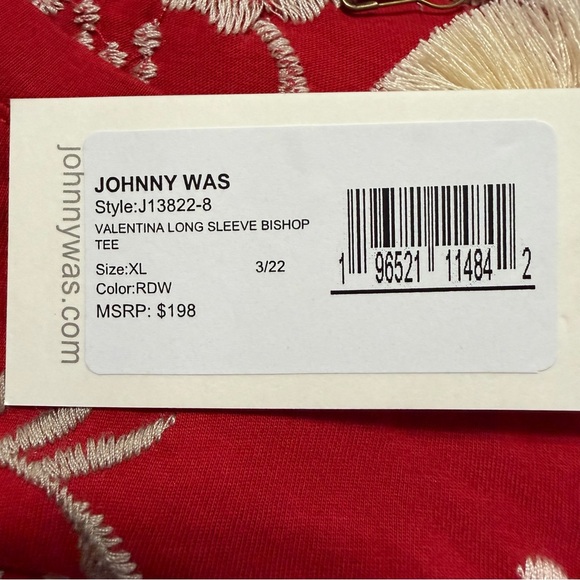 johnnywas.com
JOHNNY WAS
Style:J13822-8
VALENTINA LONG SLEEVE BISHOP
TEE
Size:XL 3/22
Color:RDW
MSRP: $198
1 96521 11484 2